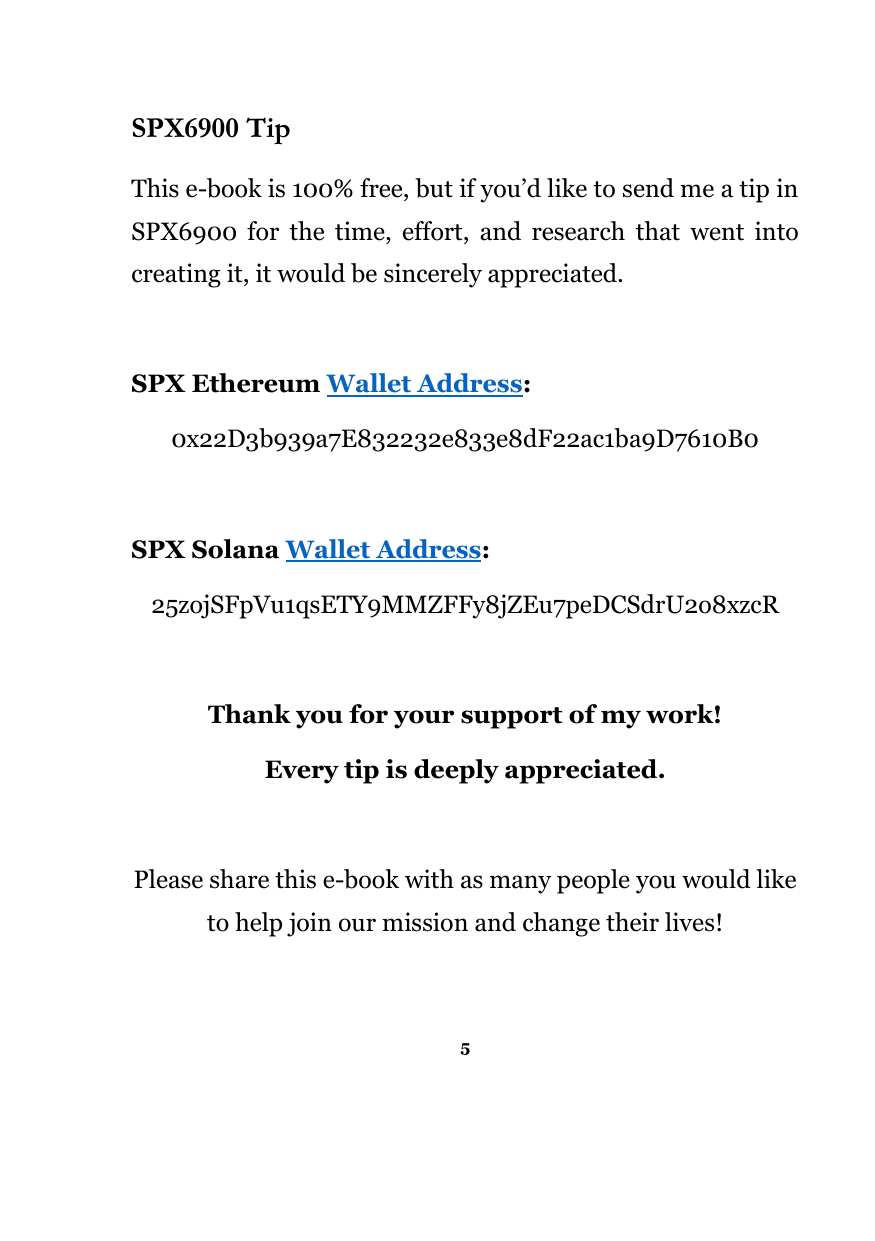 SPX6900 Tip
This e-book is 100% free, but if you’d like to send me a tip in
SPX6900 for the time, effort, and research that went into
creating it, it would be sincerely appreciated.
SPX Ethereum Wallet Address:
0x22D3b939a7E832232e833e8dF22ac1ba9D7610B0
SPX Solana Wallet Address:
25zojSFpVu1qsETY9MMZFFy8jZEu7peDCSdrU2o8xzcR
Thank you for your support of my work!
Every tip is deeply appreciated.
Please share this e-book with as many people you would like
to help join our mission and change their lives!
5